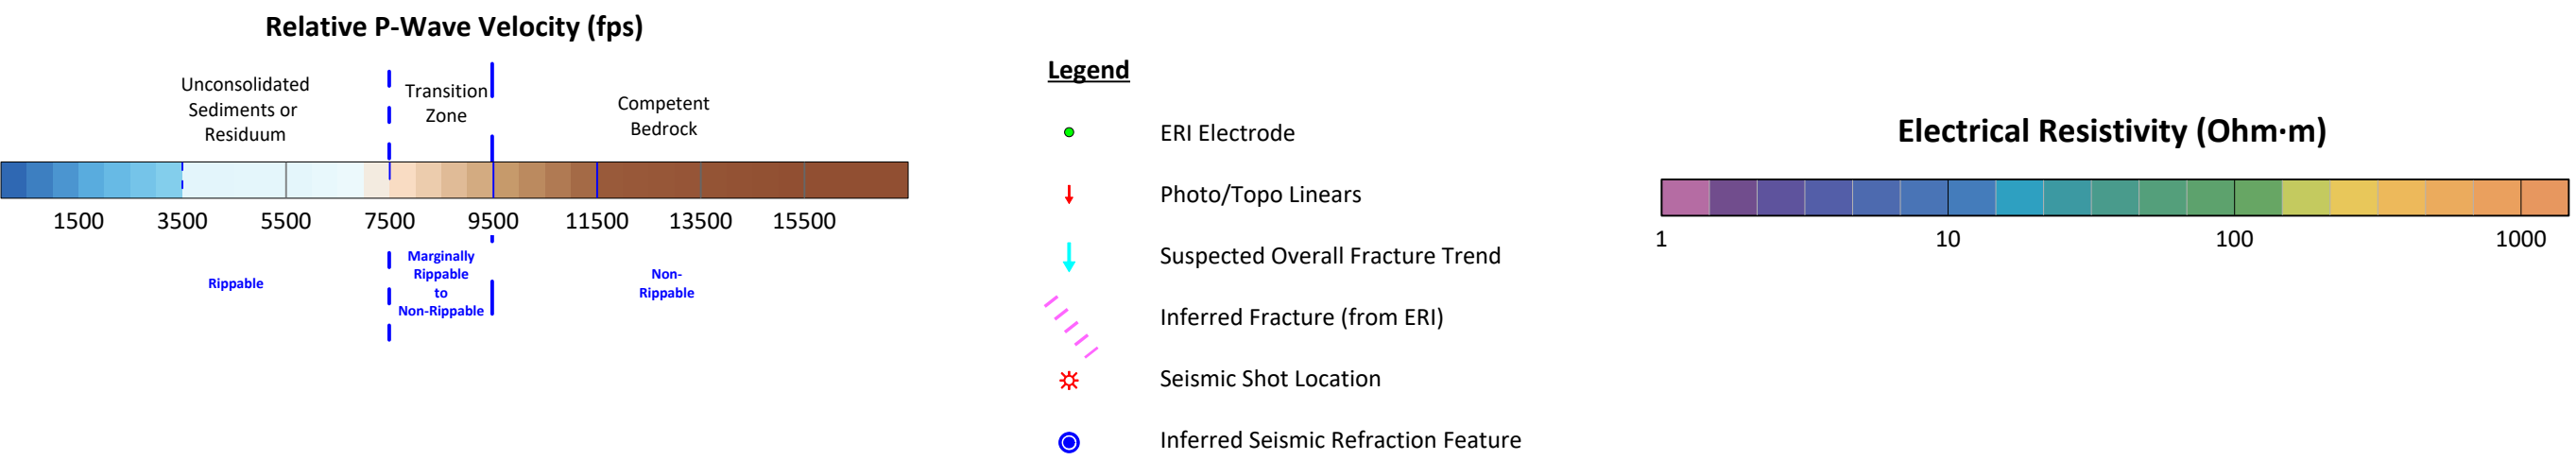 Relative P-Wave Velocity (fps)
Unconsolidated
Sediments or
Residuum
Transition
Zone
Competent
Bedrock
1500 3500 5500 7500 9500 11500 13500 15500
Rippable
Marginally
Rippable
to
Non-Rippable
Non-
Rippable
Legend
ERI Electrode
Photo/Topo Linears
Suspected Overall Fracture Trend
Inferred Fracture (from ERI)
Seismic Shot Location
Inferred Seismic Refraction Feature
Electrical Resistivity (Ohm·m)
1 10 100 1000